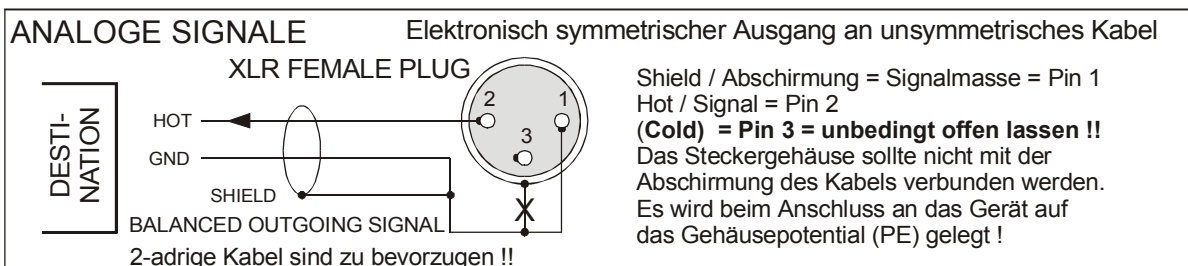 ANALOGE SIGNALE
Elektronisch symmetrischer Ausgang an unsymmetrisches Kabel
XLR FEMALE PLUG
DESTI-
NATION
HOT
GND
SHIELD
2
1
3
X
BALANCED OUTGOING SIGNAL
2-adrige Kabel sind zu bevorzugen !!
Shield / Abschirmung = Signalmasse = Pin 1
Hot / Signal = Pin 2
(Cold) = Pin 3 = unbedingt offen lassen !!
Das Steckergehäuse sollte nicht mit der
Abschirmung des Kabels verbunden werden.
Es wird beim Anschluss an das Gerät auf
das Gehäusepotential (PE) gelegt !